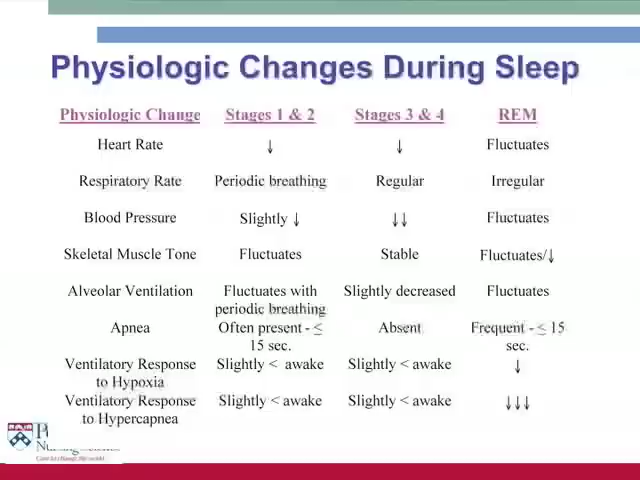 Physiologic Changes During Sleep
Physiologic Change Stages 1 & 2 Stages 3 & 4 REM
Heart Rate ↓ ↓ Fluctuates
Respiratory Rate Periodic breathing Regular Irregular
Blood Pressure Slightly ↓ ↓↓ Fluctuates
Skeletal Muscle Tone Fluctuates Stable Fluctuates/↓
Alveolar Ventilation Fluctuates with periodic breathing Slightly decreased Fluctuates
Apnea Often present - ≤ 15 sec. Absent Frequent - ≤ 15 sec.
Ventilatory Response to Hypoxia Slightly < awake Slightly < awake ↓
Ventilatory Response to Hypercapnea Slightly < awake Slightly < awake ↓↓↓